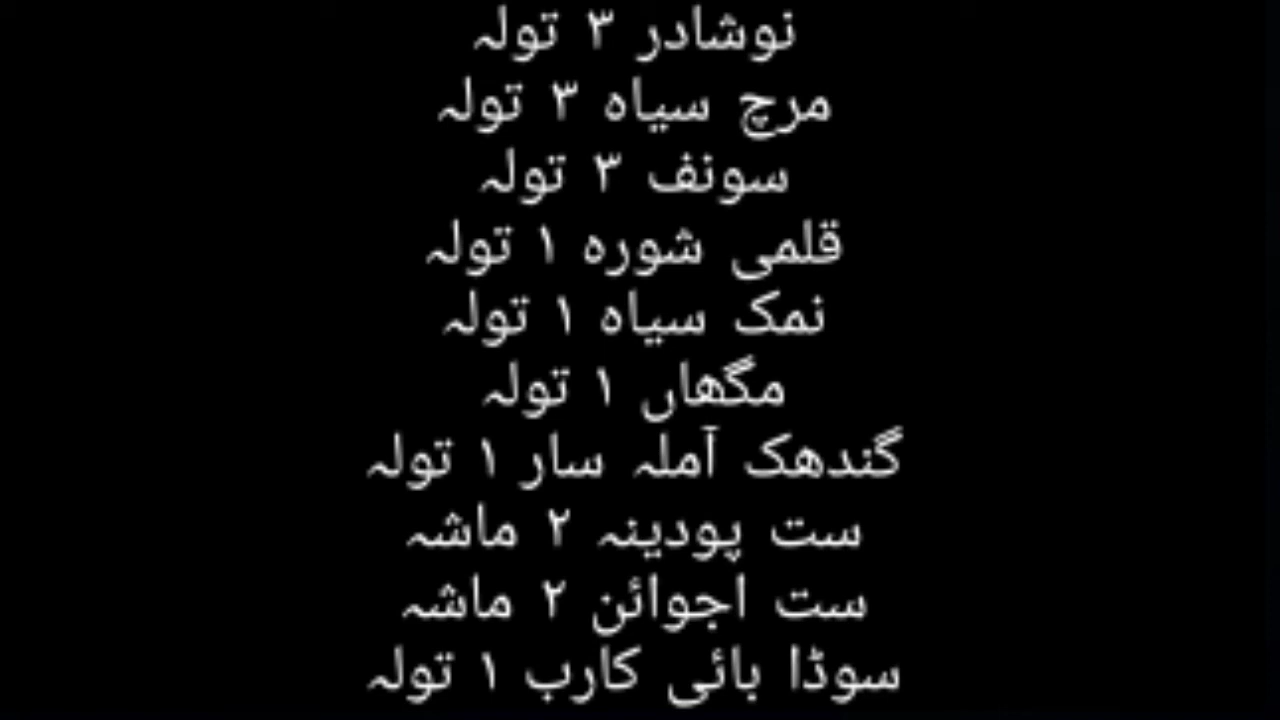 نوشادر ۳ تولہ
مرچ سیاہ ۳ تولہ
سونف ۳ تولہ
قلمی شورہ ۱ تولہ
نمک سیاہ ۱ تولہ
مگھاں ۱ تولہ
گندھک آملہ سار ۱ تولہ
ست پودینہ ۲ ماشہ
ست اجوائن ۲ ماشہ
سوڈا بائی کارب ۱ تولہ